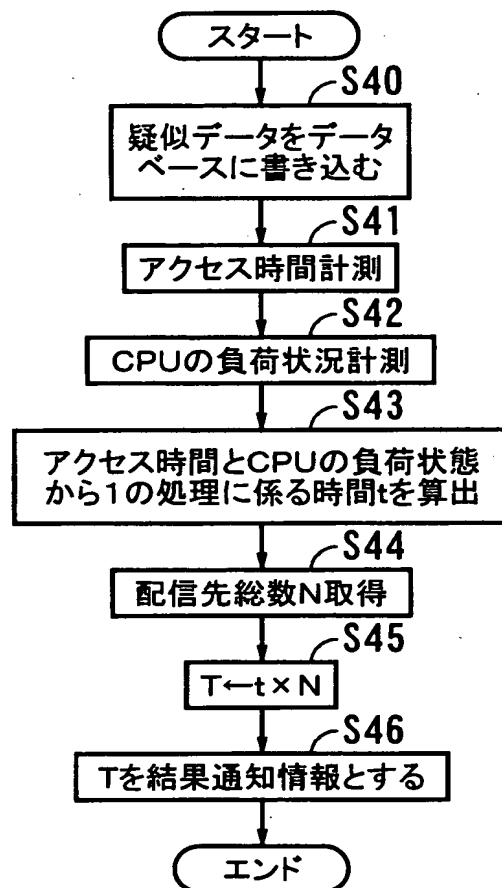 スタート
S40
疑似データをデータ
ベースに書き込む
S41
アクセス時間計測
S42
CPUの負荷状況計測
S43
アクセス時間とCPUの負荷状態
から1の処理に係る時間tを算出
S44
配信先総数N取得
S45
T←t×N
S46
Tを結果通知情報とする
エンド